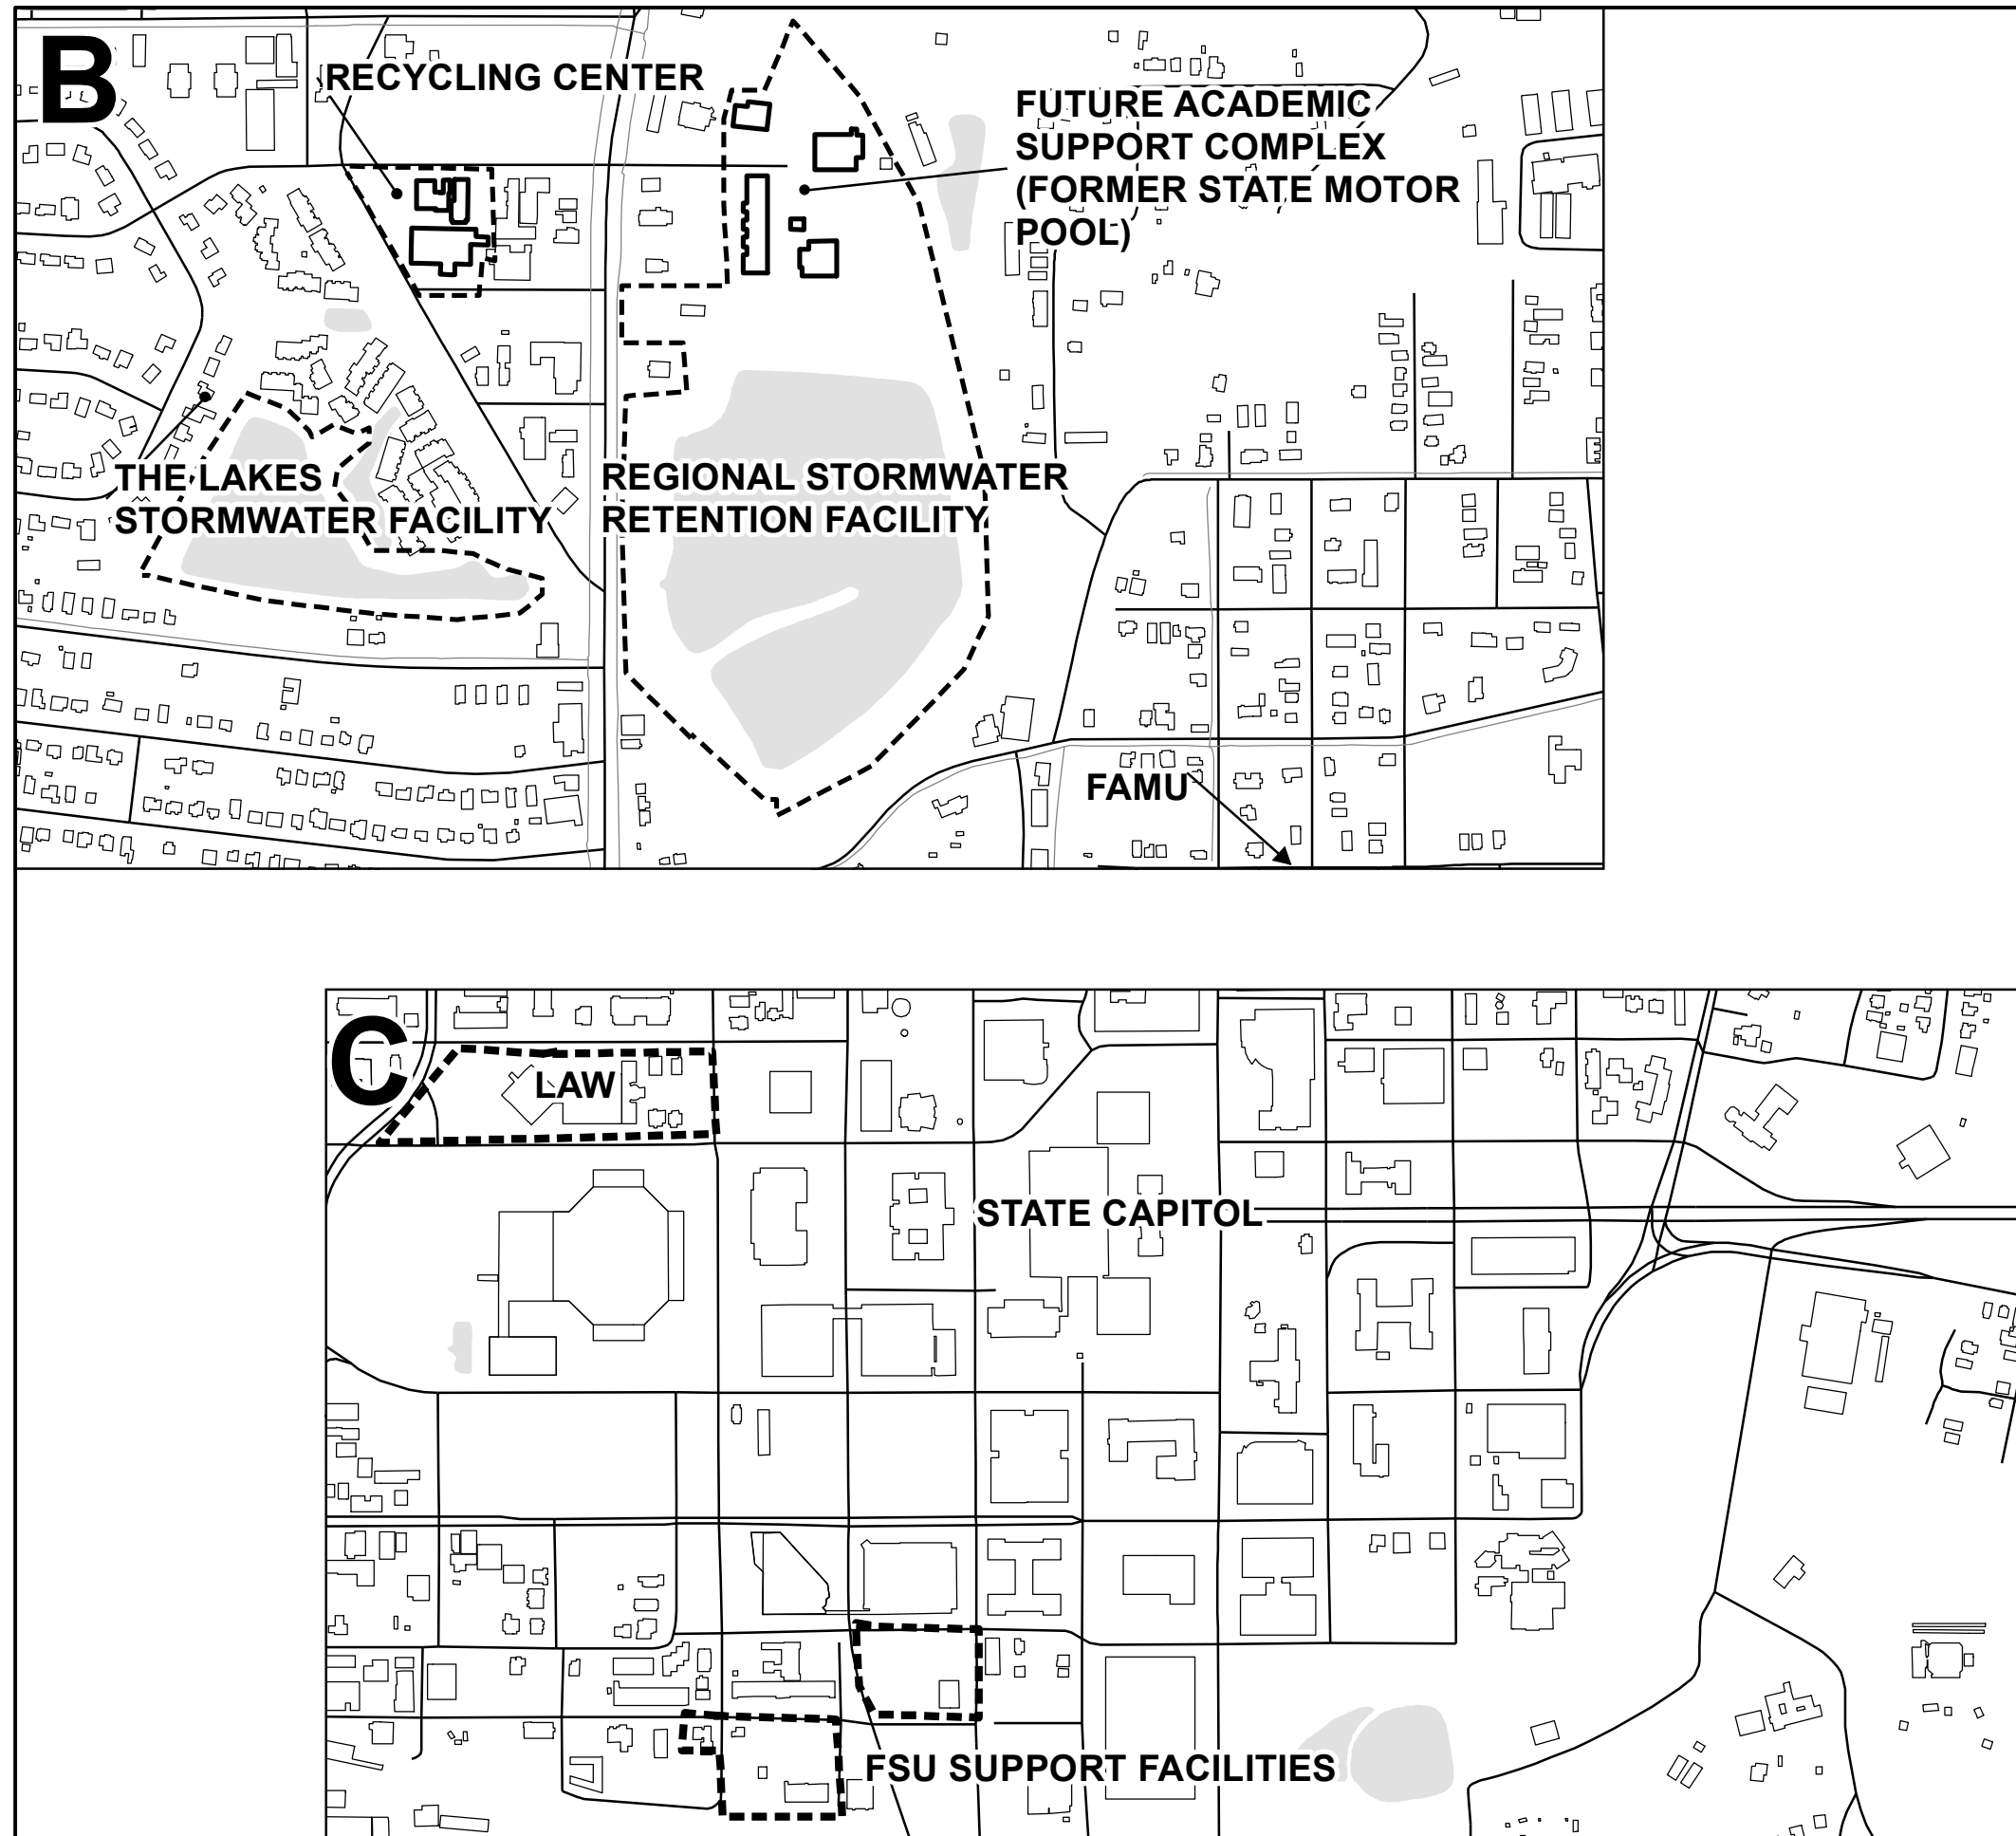 B
RECYCLING CENTER
FUTURE ACADEMIC
SUPPORT COMPLEX
(FORMER STATE MOTOR
POOL)
THE LAKES
STORMWATER FACILITY
REGIONAL STORMWATER
RETENTION FACILITY
FAMU
C
LAW
STATE CAPITOL
FSU SUPPORT FACILITIES